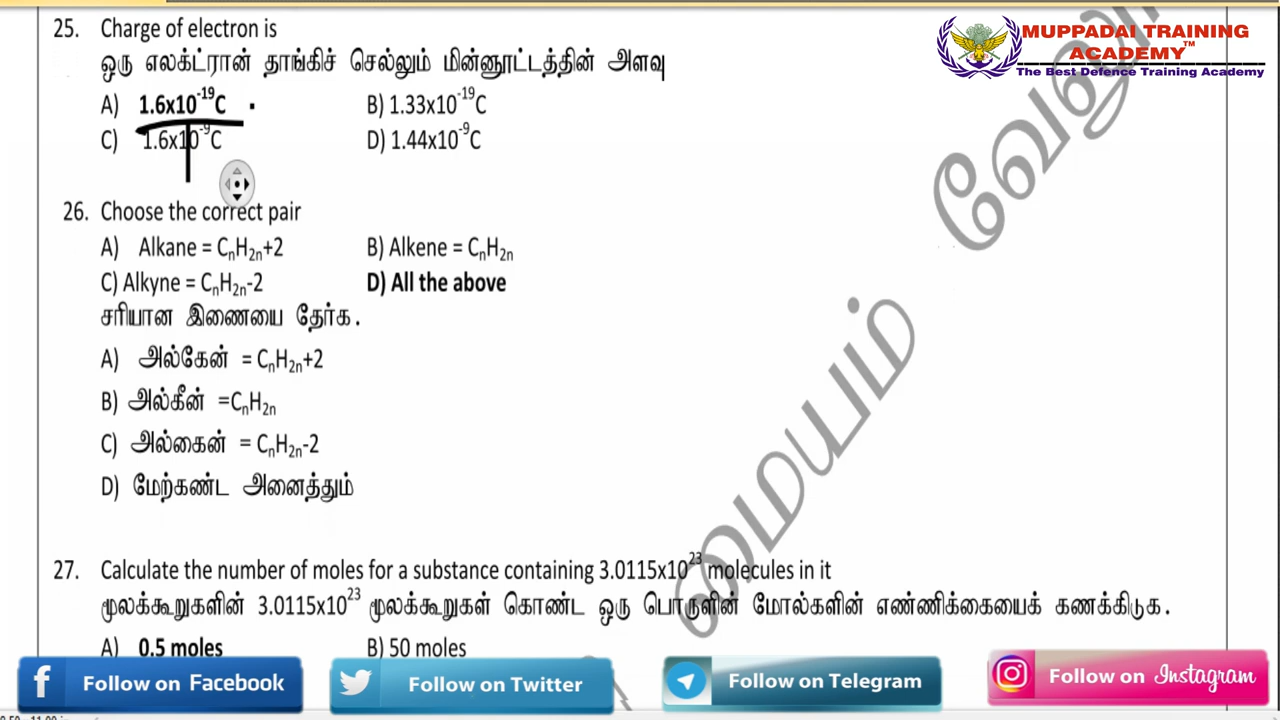 25. Charge of electron is
ஒரு எலக்ட்ரான் தாங்கிச் செல்லும் மின்னூட்டத்தின் அளவு
A) 1.6x10⁻¹⁹C B) 1.33x10⁻¹⁹C
C) 1.6x10⁻⁹C D) 1.44x10⁻⁹C
26. Choose the correct pair
A) Alkane = CₙH₂ₙ+2 B) Alkene = CₙH₂ₙ
C) Alkyne = CₙH₂ₙ-2 D) All the above
சரியான இணையை தேர்க.
A) அல்கேன் = CₙH₂ₙ+2
B) அல்கீன் =CₙH₂ₙ
C) அல்கைன் = CₙH₂ₙ-2
D) மேற்கண்ட அனைத்தும்
27. Calculate the number of moles for a substance containing 3.0115x10²³ molecules in it
மூலக்கூறுகளின் 3.0115x10²³ மூலக்கூறுகள் கொண்ட ஒரு பொருளின் மோல்களின் எண்ணிக்கையைக் கணக்கிடுக.
A) 0.5 moles B) 50 moles
MUPPADAI TRAINING
ACADEMY™
The Best Defence Training Academy
மையம்
f Follow on Facebook
Follow on Twitter
Follow on Telegram
Follow on Instagram